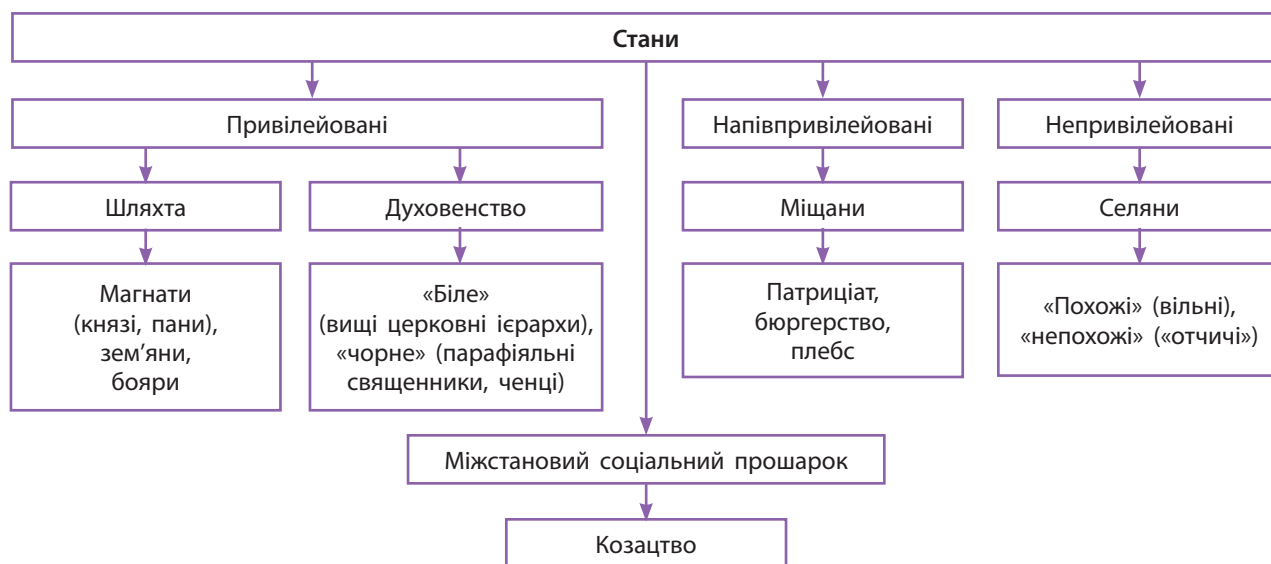 Стани
Привілейовані
Напівпривілейовані
Непривілейовані
Шляхта
Духовенство
Міщани
Селяни
Магнати
(князі, пани),
зем’яни,
бояри
«Біле»
(вищі церковні ієрархи),
«чорне» (парафіяльні
священники, ченці)
Патриціат,
бюргерство,
плебс
«Похожі» (вільні),
«непохожі» («отчичі»)
Міжстановий соціальний прошарок
Козацтво